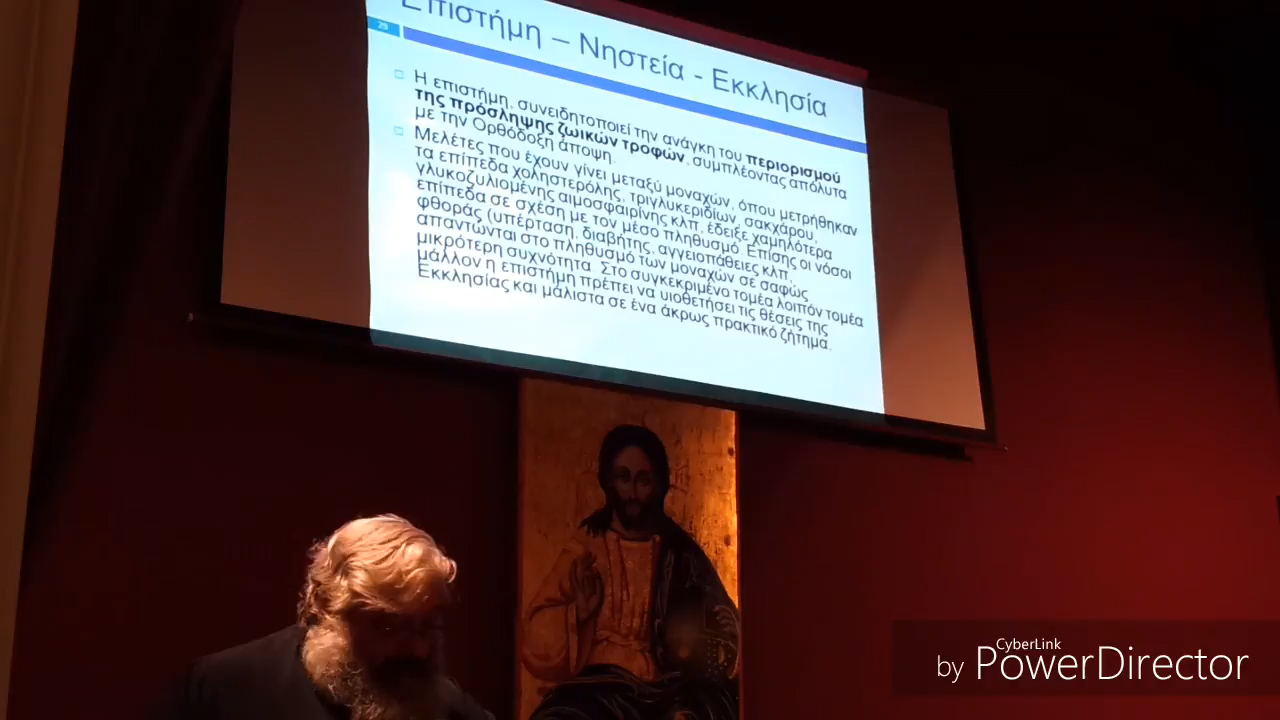 Επιστήμη – Νηστεία - Εκκλησία
29
Η επιστήμη, συνειδητοποιεί την ανάγκη του περιορισμού
της πρόσληψης ζωικών τροφών, συμπλέοντας απόλυτα
με την Ορθόδοξη άποψη.
Μελέτες που έχουν γίνει μεταξύ μοναχών, όπου μετρήθηκαν
τα επίπεδα χοληστερόλης, τριγλυκεριδίων, σακχάρου,
γλυκοζυλιομένης αιμοσφαιρίνης κλπ, έδειξε χαμηλότερα
επίπεδα σε σχέση με τον μέσο πληθυσμό. Επίσης οι νόσοι
φθοράς (υπέρταση, διαβήτης, αγγειοπάθειες κλπ,
απαντώνται στο πληθυσμό των μοναχών σε σαφώς
μικρότερη συχνότητα. Στο συγκεκριμένο τομέα λοιπόν τομέα
μάλλον η επιστήμη πρέπει να υιοθετήσει τις θέσεις της
Εκκλησίας και μάλιστα σε ένα άκρως πρακτικό ζήτημα.
CyberLink
by PowerDirector